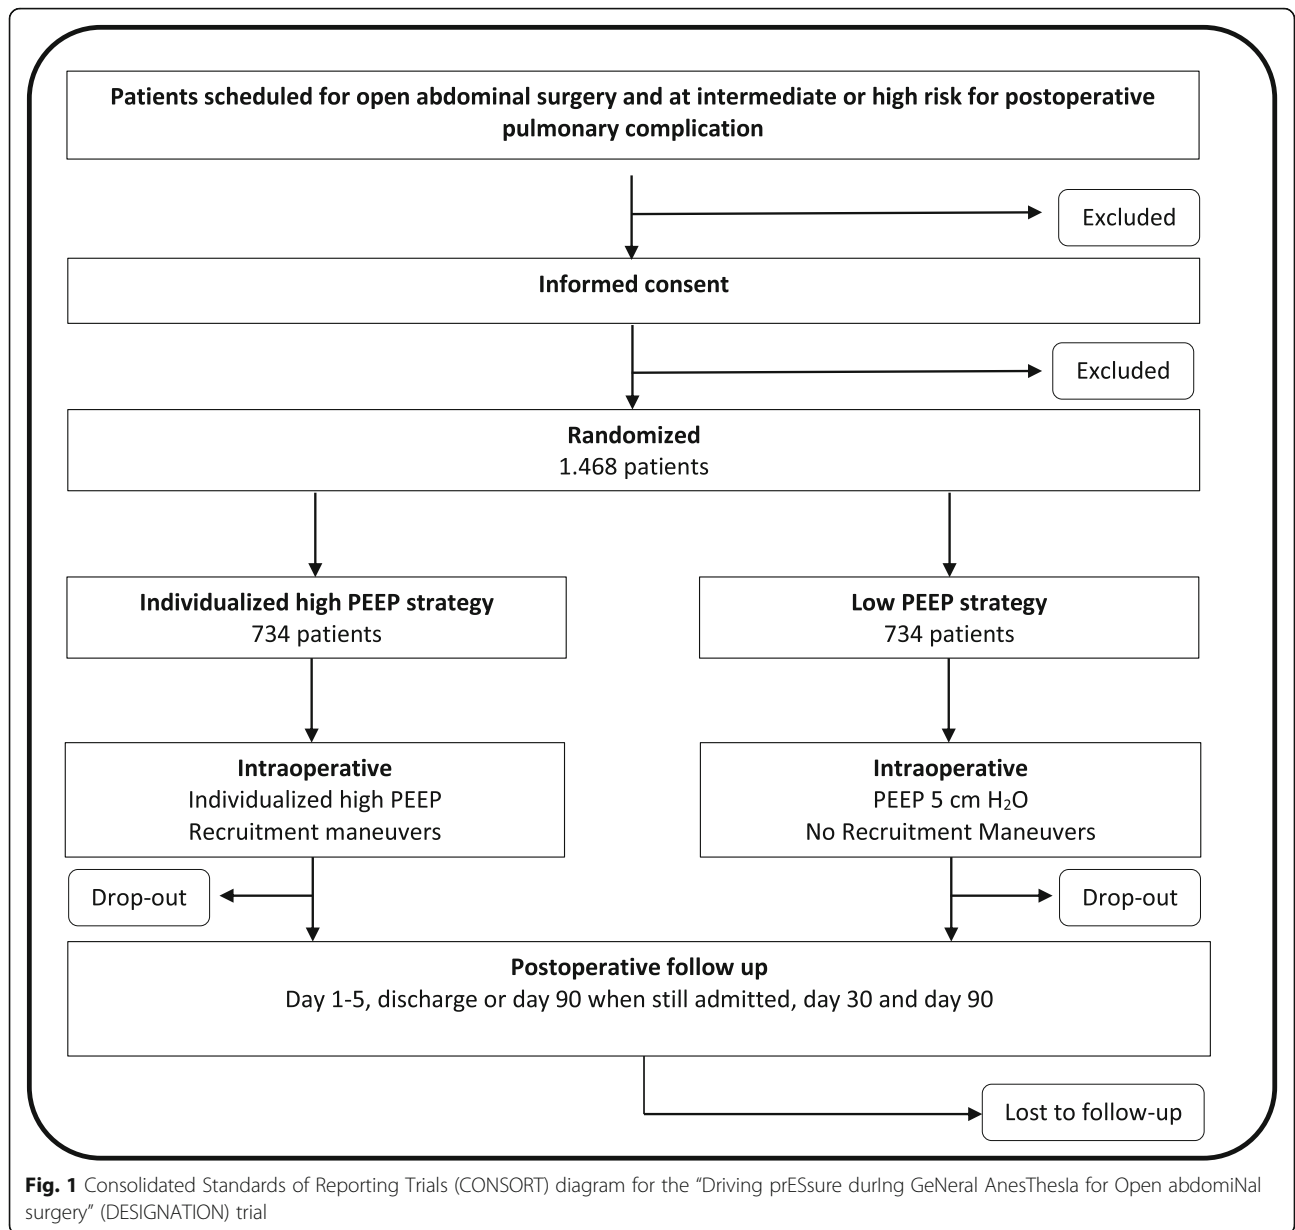 Patients scheduled for open abdominal surgery and at intermediate or high risk for postoperative
pulmonary complication
Excluded
Informed consent
Excluded
Randomized
1.468 patients
Individualized high PEEP strategy
734 patients
Low PEEP strategy
734 patients
Intraoperative
Individualized high PEEP
Recruitment maneuvers
Intraoperative
PEEP 5 cm H₂O
No Recruitment Maneuvers
Drop-out
Drop-out
Postoperative follow up
Day 1-5, discharge or day 90 when still admitted, day 30 and day 90
Lost to follow-up
Fig. 1 Consolidated Standards of Reporting Trials (CONSORT) diagram for the “Driving prESsure durIng GeNeral AnesThesIa for Open abdomiNal
surgery” (DESIGNATION) trial